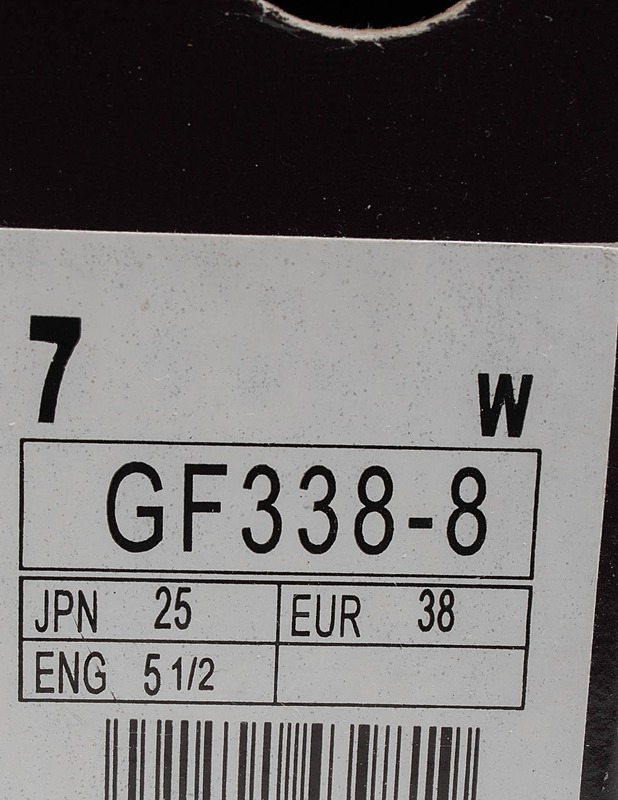 7
W
GF338-8
JPN 25 EUR 38
ENG 5 1/2